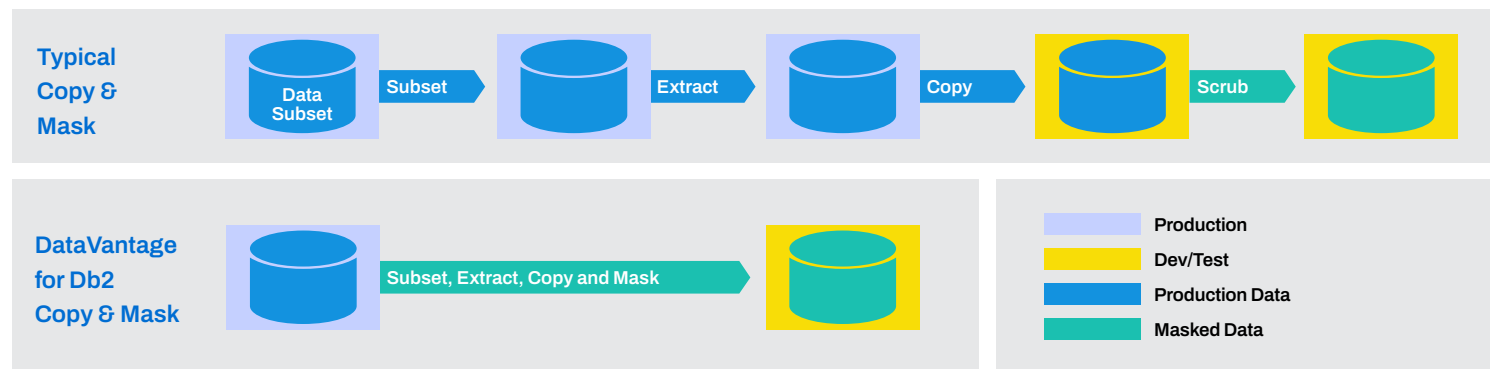 Typical
Copy &
Mask
Data
Subset
Subset
Extract
Copy
Scrub
DataVantage
for Db2
Copy & Mask
Subset, Extract, Copy and Mask
Production
Dev/Test
Production Data
Masked Data